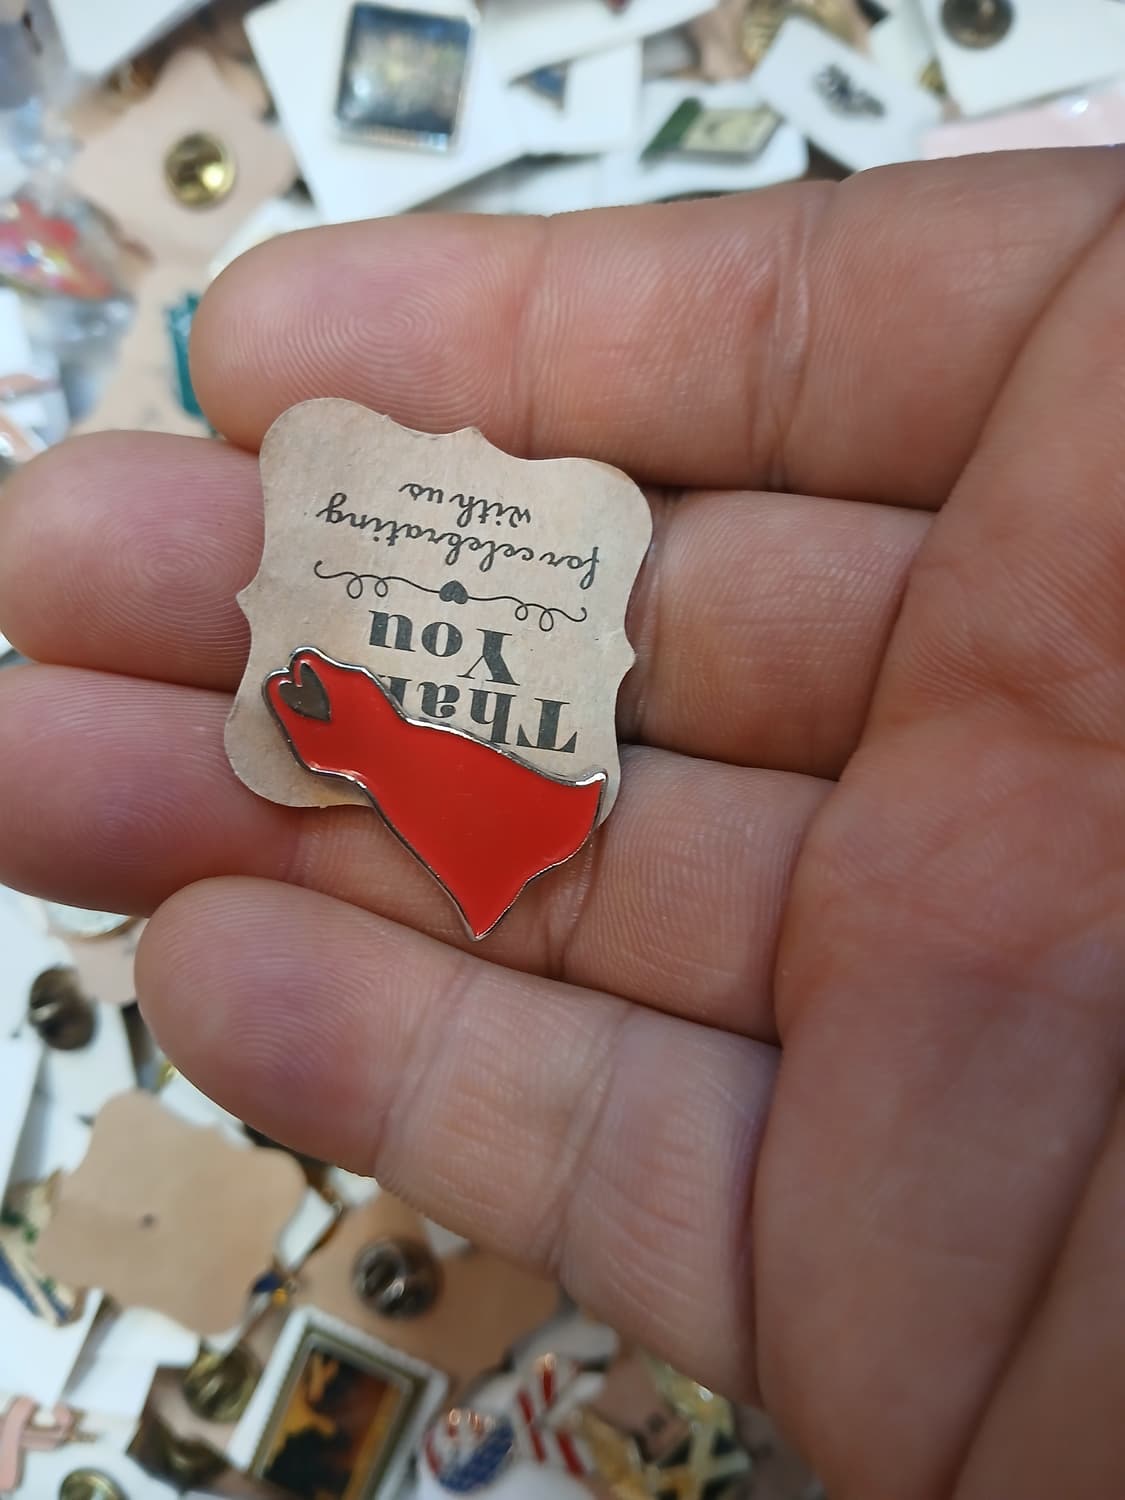 Than
You
for celebrating
with us